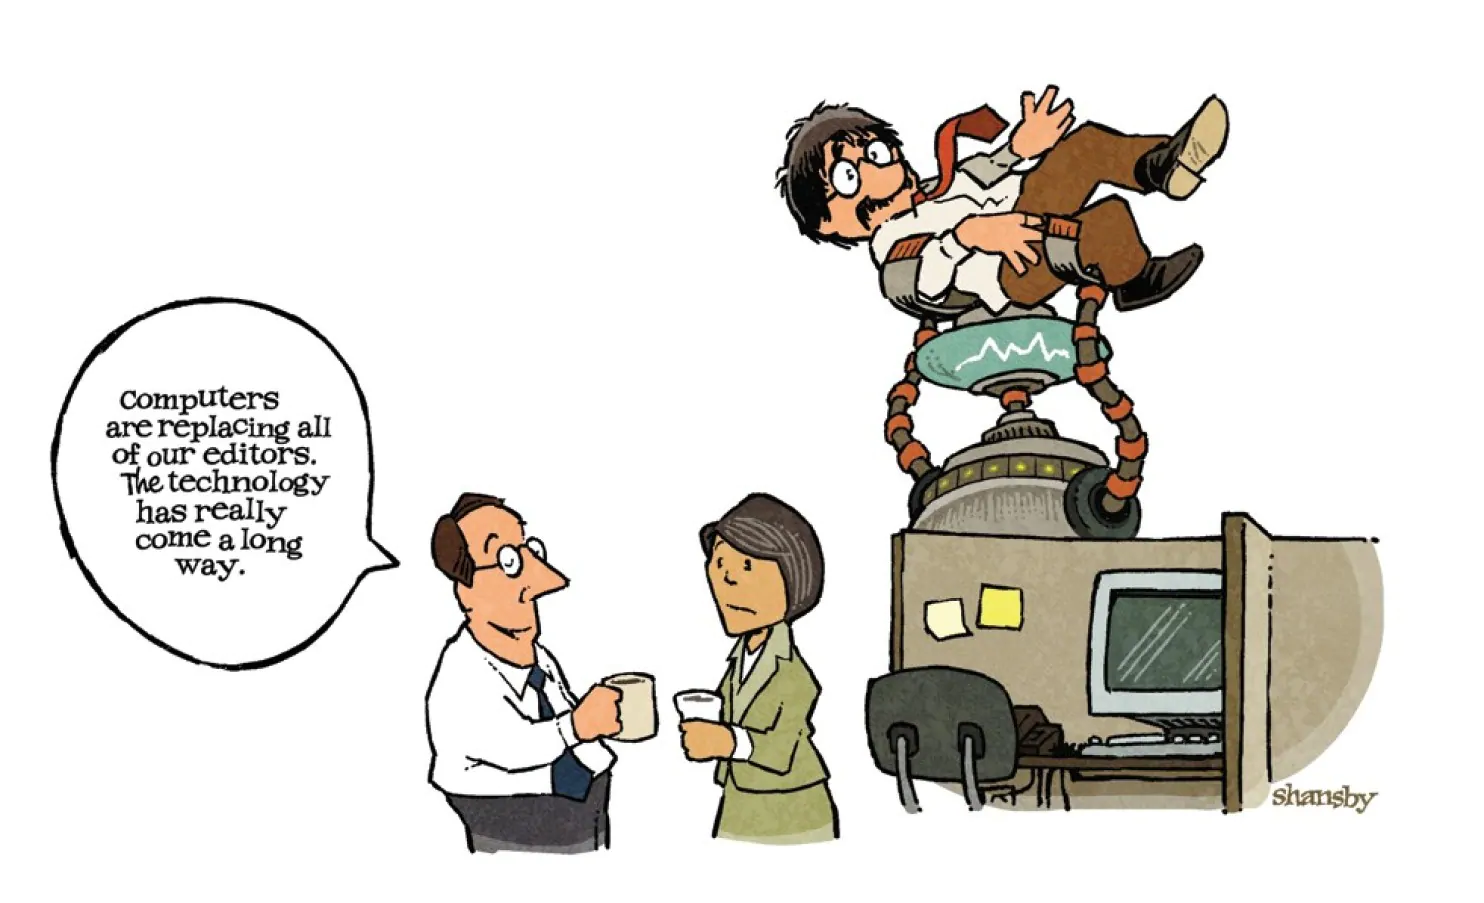 Computers
are replacing all
of our editors.
The technology
has really
come a long
way.
shansby